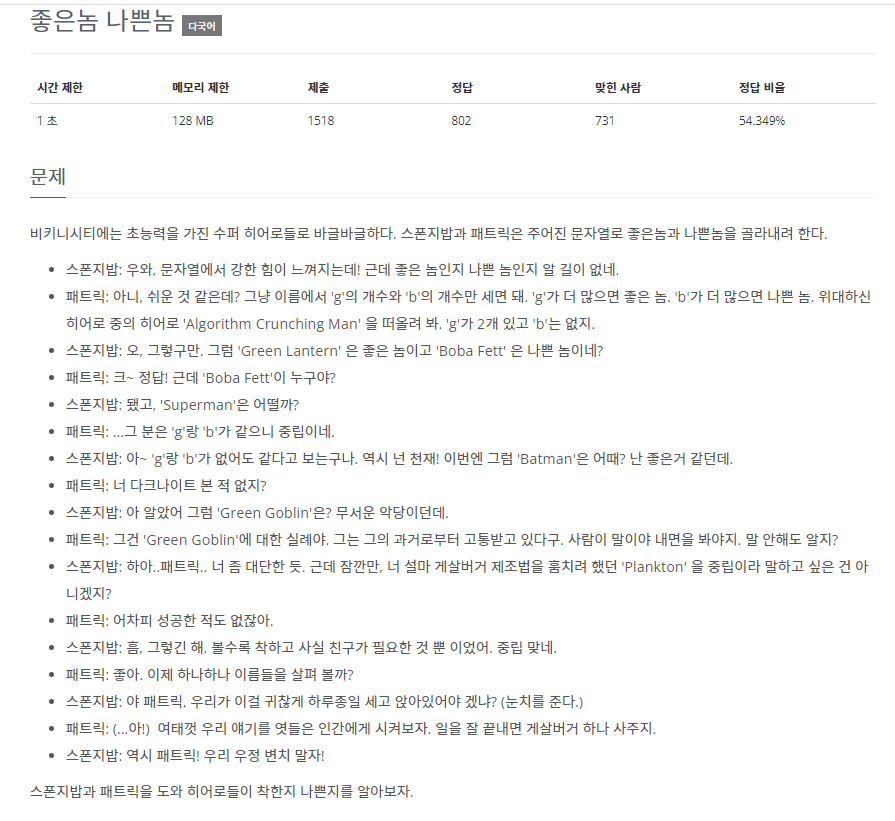 좋은놈 나쁜놈 다국어
시간 제한 메모리 제한 제출 정답 맞힌 사람 정답 비율
1 초 128 MB 1518 802 731 54.349%
문제
비키니시티에는 초능력을 가진 수퍼 히어로들로 바글바글하다. 스폰지밥과 패트릭은 주어진 문자열로 좋은놈과 나쁜놈을 골라내려 한다.
• 스폰지밥: 우와, 문자열에서 강한 힘이 느껴지는데! 근데 좋은 놈인지 나쁜 놈인지 알 길이 없네.
• 패트릭: 아니, 쉬운 것 같은데? 그냥 이름에서 'g'의 개수와 'b'의 개수만 세면 돼. 'g'가 더 많으면 좋은 놈. 'b'가 더 많으면 나쁜 놈. 위대하신
히어로 중의 히어로 'Algorithm Crunching Man' 을 떠올려 봐. 'g'가 2개 있고 'b'는 없지.
• 스폰지밥: 오, 그렇구만. 그럼 'Green Lantern' 은 좋은 놈이고 'Boba Fett' 은 나쁜 놈이네?
• 패트릭: 크~ 정답! 근데 'Boba Fett'이 누구야?
• 스폰지밥: 됐고, 'Superman'은 어떨까?
• 패트릭: ...그 분은 'g'랑 'b'가 같으니 중립이네.
• 스폰지밥: 아~ 'g'랑 'b'가 없어도 같다고 보는구나. 역시 넌 천재! 이번엔 그럼 'Batman'은 어때? 난 좋은거 같던데.
• 패트릭: 너 다크나이트 본 적 없지?
• 스폰지밥: 아 알았어 그럼 'Green Goblin'은? 무서운 악당이던데.
• 패트릭: 그건 'Green Goblin'에 대한 실례야. 그는 그의 과거로부터 고통받고 있다구. 사람이 말이야 내면을 봐야지. 말 안해도 알지?
• 스폰지밥: 하아..패트릭.. 너 좀 대단한 듯. 근데 잠깐만, 너 설마 게살버거 제조법을 훔치려 했던 'Plankton' 을 중립이라 말하고 싶은 건 아
니겠지?
• 패트릭: 어차피 성공한 적도 없잖아.
• 스폰지밥: 흠, 그렇긴 해. 볼수록 착하고 사실 친구가 필요한 것 뿐 이었어. 중립 맞네.
• 패트릭: 좋아. 이제 하나하나 이름들을 살펴 볼까?
• 스폰지밥: 야 패트릭, 우리가 이걸 귀찮게 하루종일 세고 앉아있어야 겠냐? (눈치를 준다.)
• 패트릭: (...아!) 여태껏 우리 얘기를 엿들은 인간에게 시켜보자. 일을 잘 끝내면 게살버거 하나 사주지.
• 스폰지밥: 역시 패트릭! 우리 우정 변치 말자!
스폰지밥과 패트릭을 도와 히어로들이 착한지 나쁜지를 알아보자.